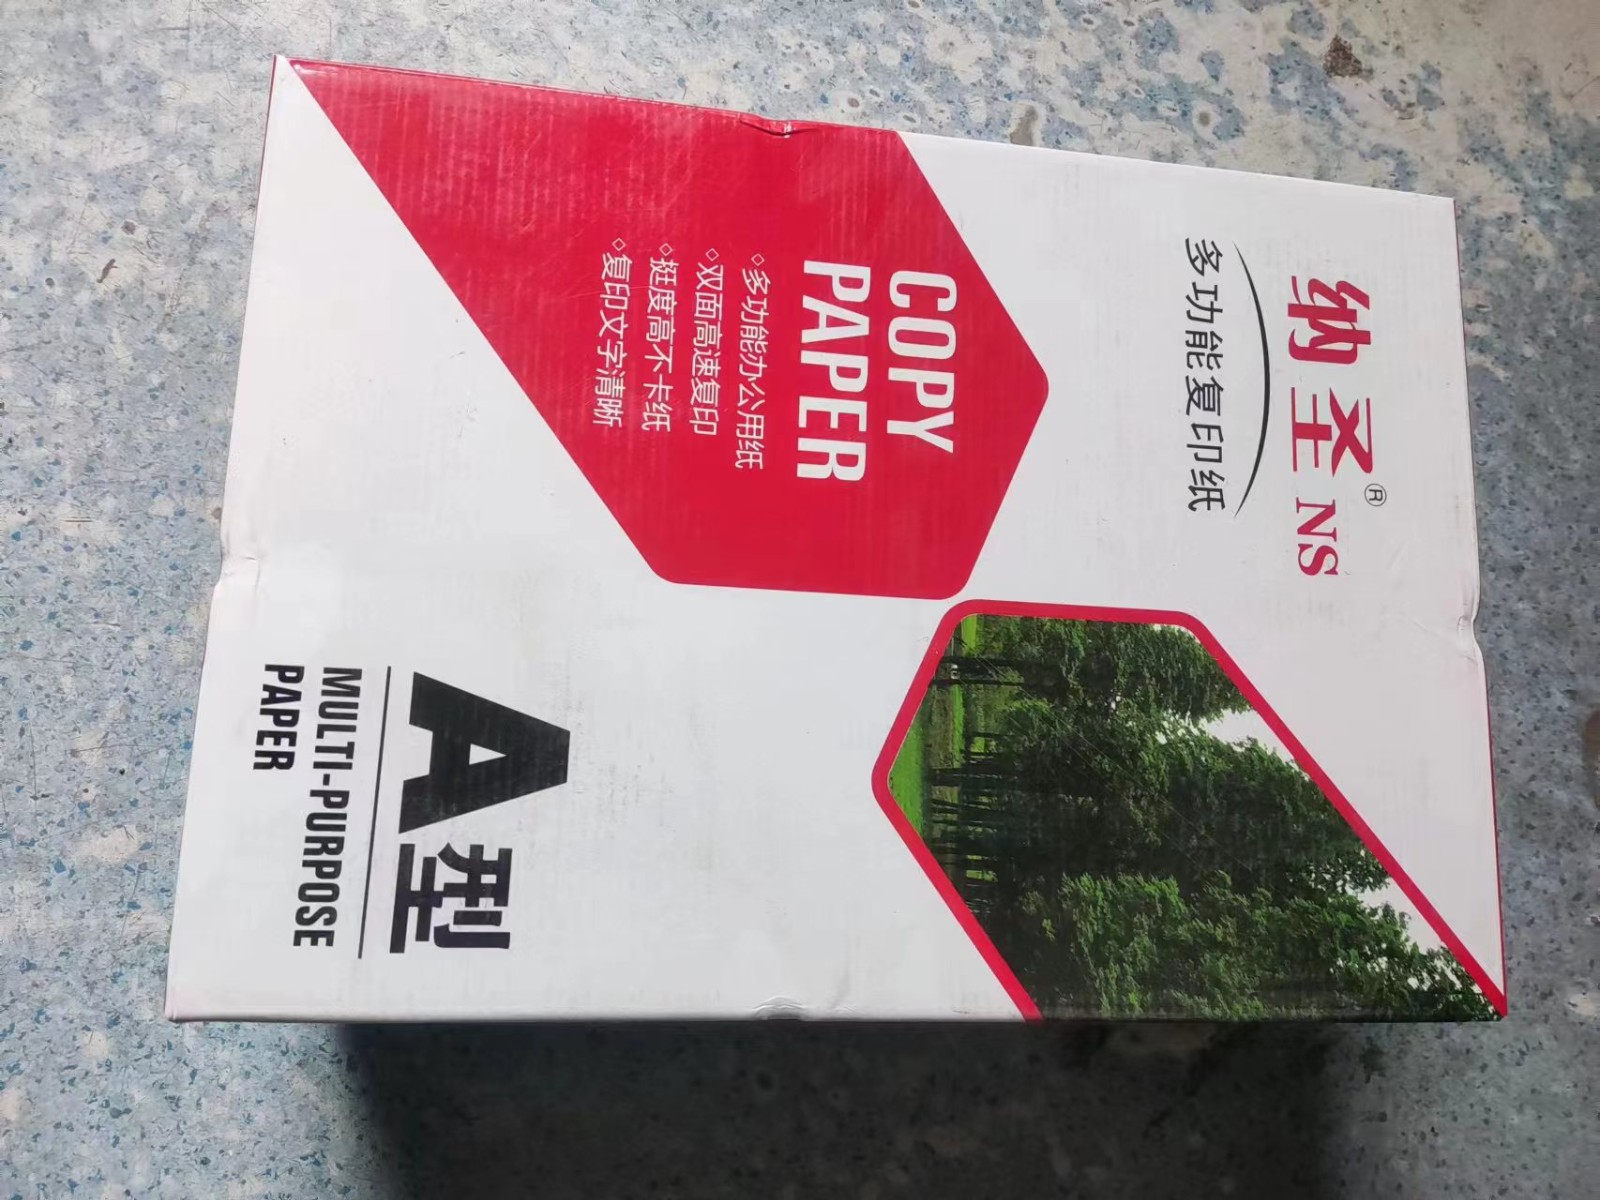 纳圣® NS
多功能复印纸
COPY
PAPER
◇多功能办公用纸
◇双面高速复印
◇挺度高不卡纸
◇复印文字清晰
A型
MULTI-PURPOSE
PAPER